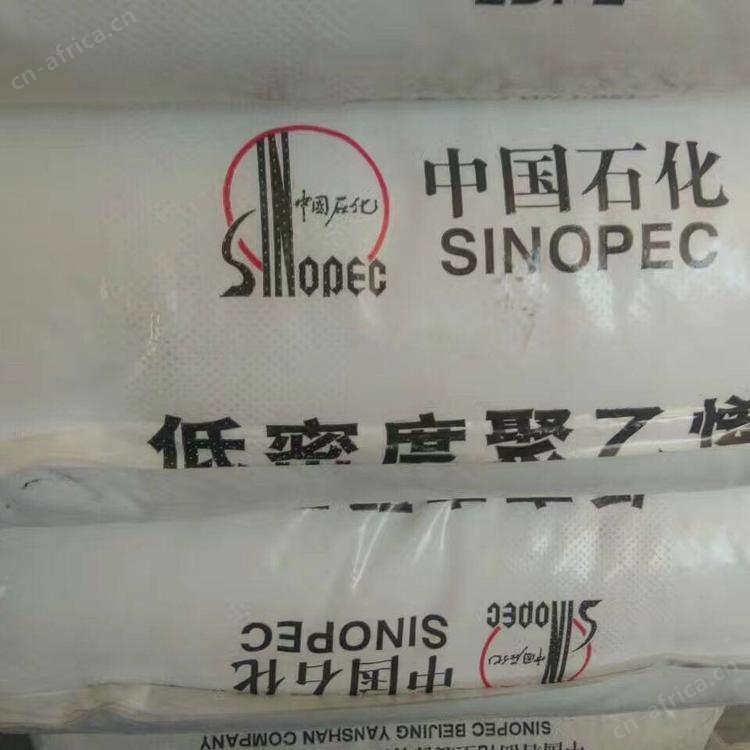 cn-africa.cn
LDPE
中国石化
中国石化
SINOPEC
SINOPEC
低密度聚乙烯
SINOPEC
SINOPEC
中国石化
中国石化
SINOPEC BEIJING YANSHAN COMPANY
cn-africa.cn